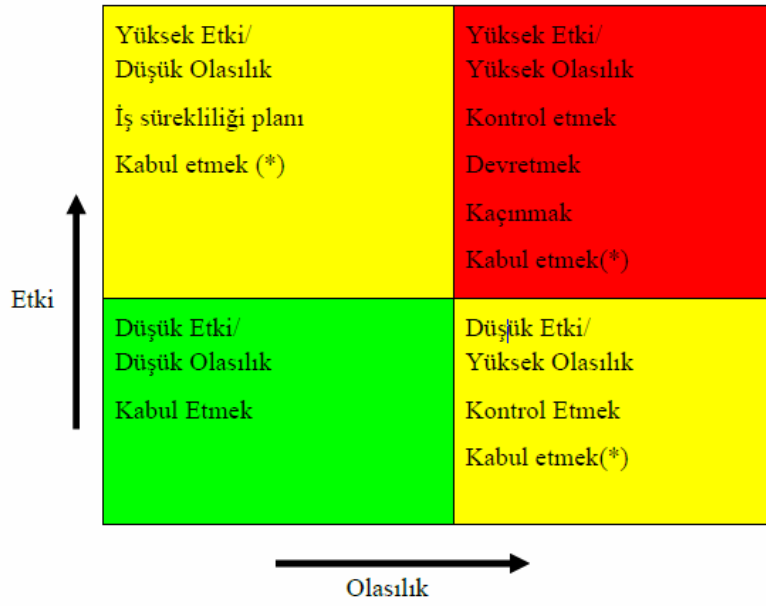 Yüksek Etki/
Düşük Olasılık
İş sürekliliği planı
Kabul etmek (*)
Yüksek Etki/
Yüksek Olasılık
Kontrol etmek
Devretmek
Kaçınmak
Kabul etmek(*)
Etki
Düşük Etki/
Düşük Olasılık
Kabul Etmek
Düşük Etki/
Yüksek Olasılık
Kontrol Etmek
Kabul etmek(*)
Olasılık